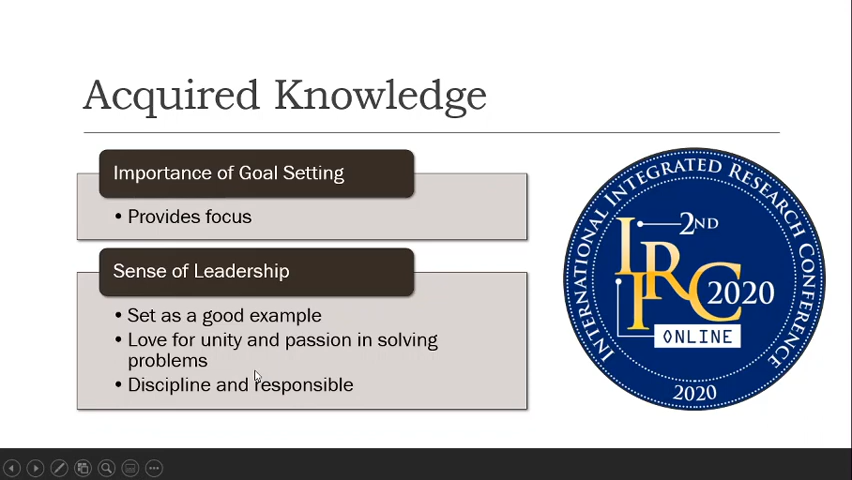 Acquired Knowledge
Importance of Goal Setting
• Provides focus
Sense of Leadership
• Set as a good example
• Love for unity and passion in solving
problems
• Discipline and responsible
INTERNATIONAL INTEGRATED RESEARCH CONFERENCE
2ND
IIRC 2020
ONLINE
2020